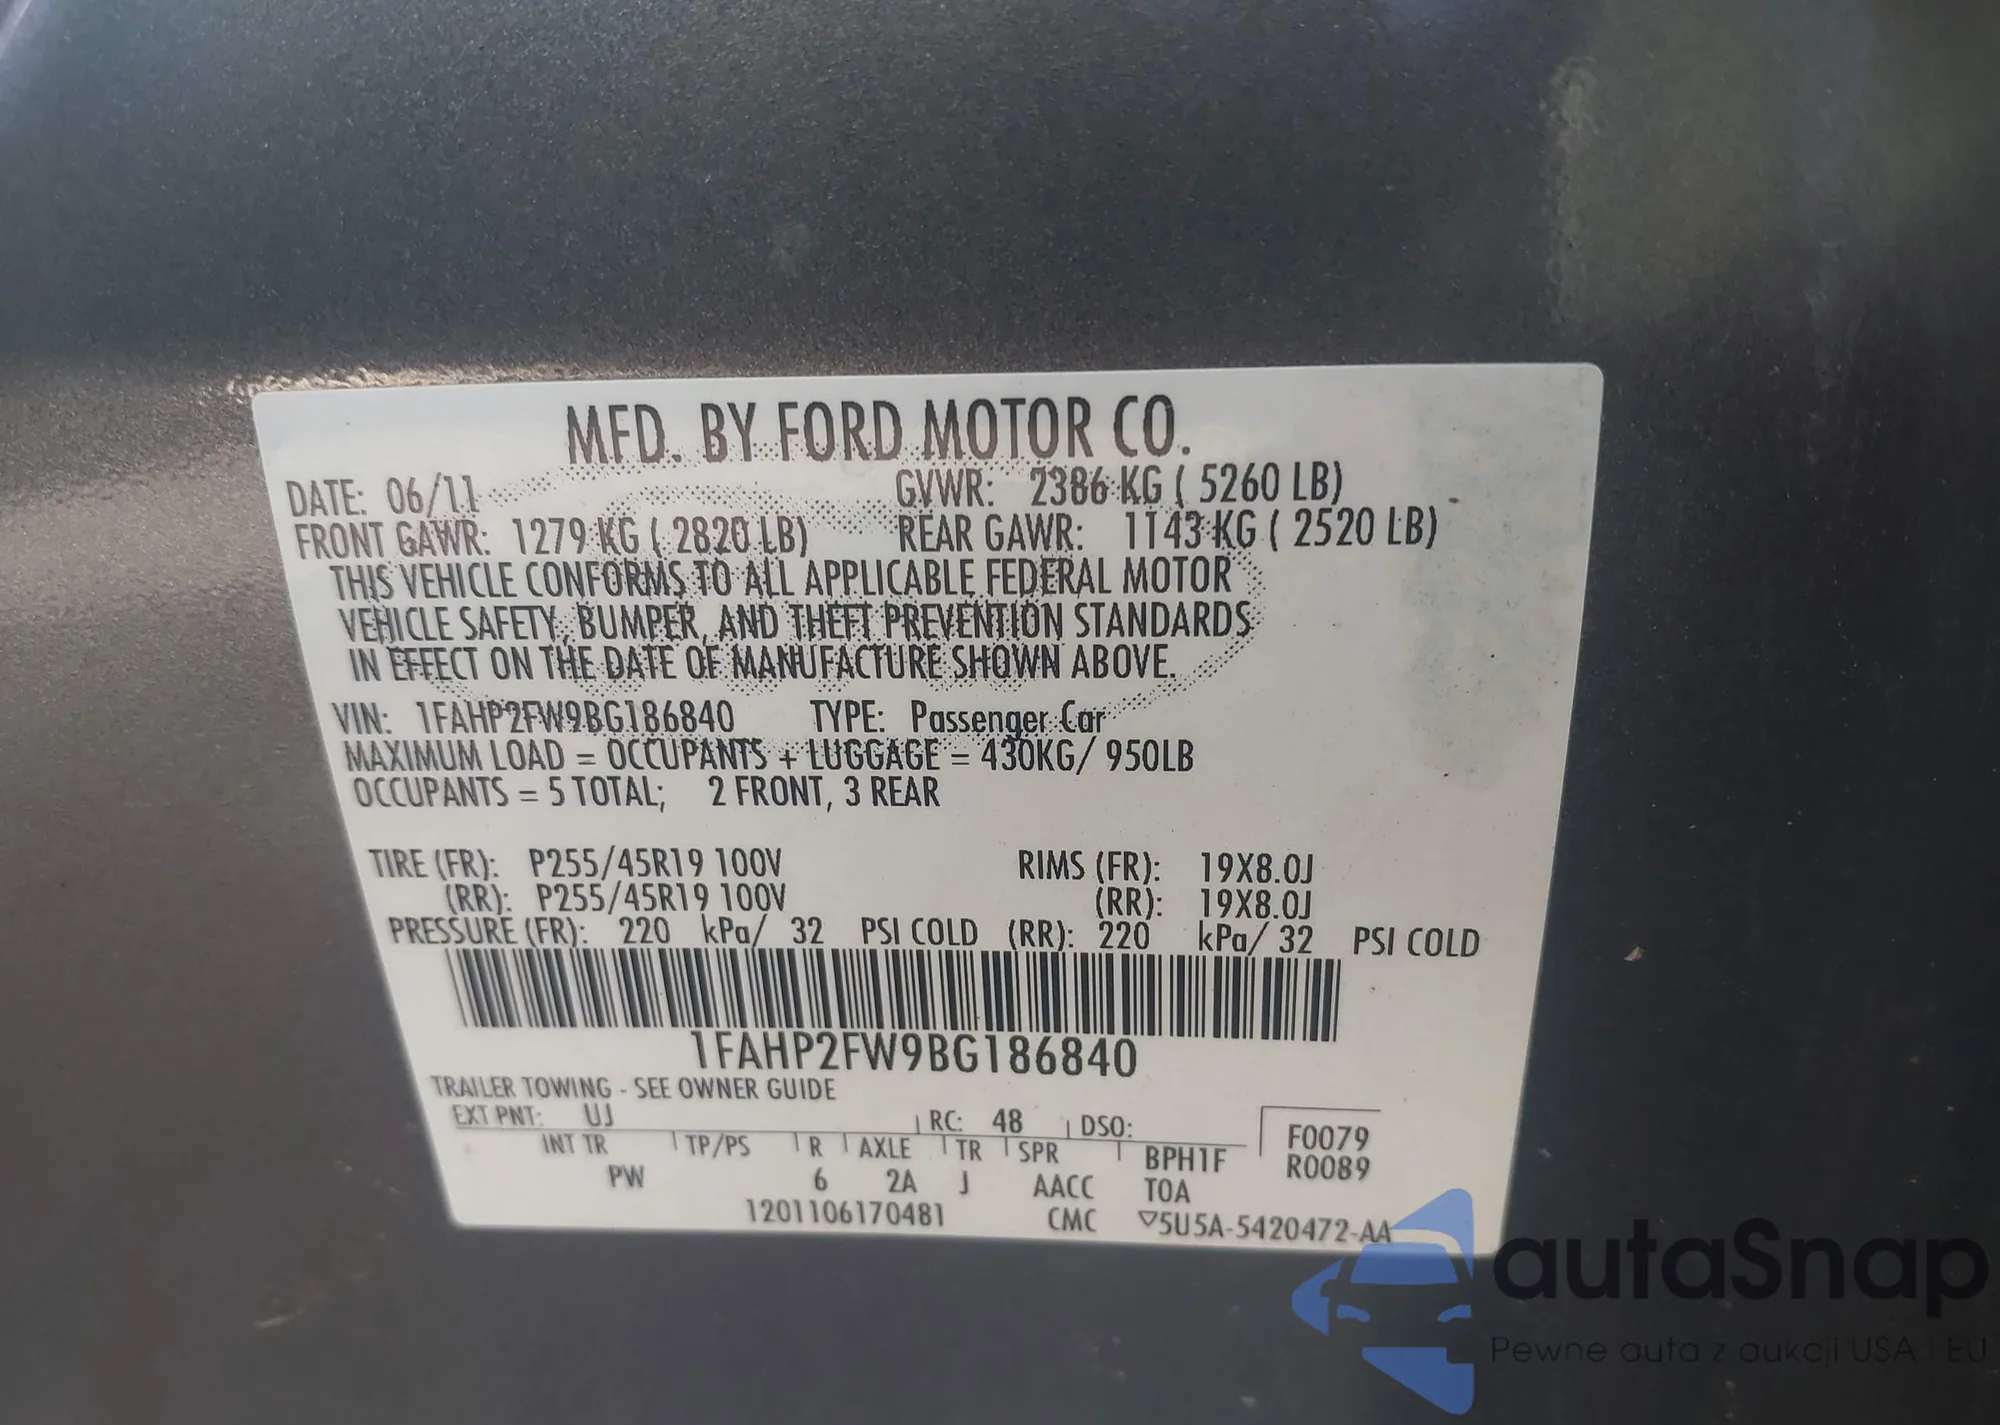 MFD. BY FORD MOTOR CO.
DATE: 06/11 GVWR: 2386 KG ( 5260 LB)
FRONT GAWR: 1279 KG ( 2820 LB) REAR GAWR: 1143 KG ( 2520 LB)
THIS VEHICLE CONFORMS TO ALL APPLICABLE FEDERAL MOTOR
VEHICLE SAFETY, BUMPER, AND THEFT PREVENTION STANDARDS
IN EFFECT ON THE DATE OF MANUFACTURE SHOWN ABOVE.
VIN: 1FAHP2FW9BG186840 TYPE: Passenger Car
MAXIMUM LOAD = OCCUPANTS + LUGGAGE = 430KG/ 950LB
OCCUPANTS = 5 TOTAL; 2 FRONT, 3 REAR
TIRE (FR): P255/45R19 100V RIMS (FR): 19X8.0J
(RR): P255/45R19 100V (RR): 19X8.0J
PRESSURE (FR): 220 kPa/ 32 PSI COLD (RR): 220 kPa/ 32 PSI COLD
1FAHP2FW9BG186840
TRAILER TOWING - SEE OWNER GUIDE
EXT PNT: UJ RC: 48 DSO: F0079
INT TR TP/PS R AXLE TR SPR BPH1F R0089
PW 6 2A J AACC TOA
1201106170481 CMC ▽5U5A-5420472-AA
autoSnap
Pewne auta z aukcji USA i EU